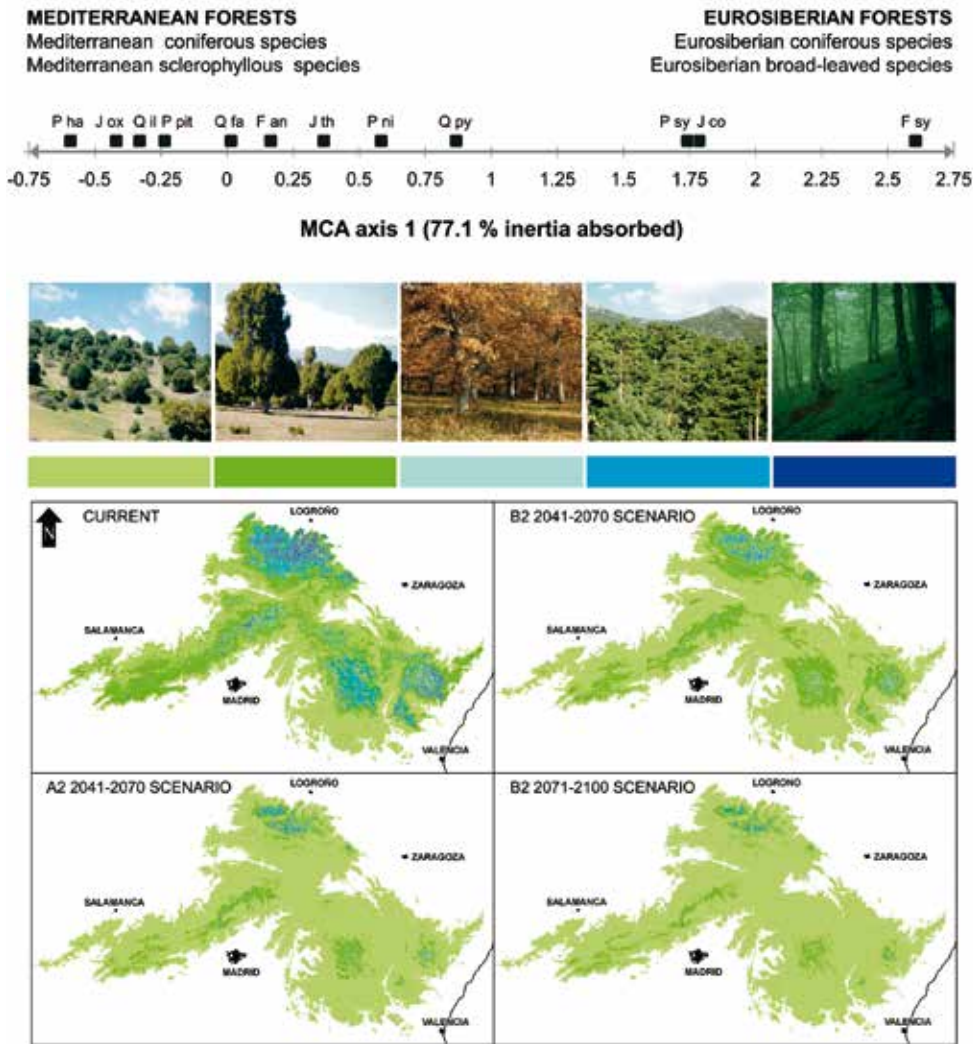 MEDITERRANEAN FORESTS
Mediterranean coniferous species
Mediterranean sclerophyllous species
EUROSIBERIAN FORESTS
Eurosiberian coniferous species
Eurosiberian broad-leaved species
P ha J ox Q il P pit Q fa F an J th P ni Q py P sy J co F sy
-0.75 -0.5 -0.25 0 0.25 0.5 0.75 1 1.25 1.5 1.75 2 2.25 2.5 2.75
MCA axis 1 (77.1 % inertia absorbed)
N
CURRENT
LOGROÑO
ZARAGOZA
SALAMANCA
MADRID
VALENCIA
B2 2041-2070 SCENARIO
LOGROÑO
ZARAGOZA
SALAMANCA
MADRID
VALENCIA
A2 2041-2070 SCENARIO
LOGROÑO
ZARAGOZA
SALAMANCA
MADRID
VALENCIA
B2 2071-2100 SCENARIO
LOGROÑO
ZARAGOZA
SALAMANCA
MADRID
VALENCIA